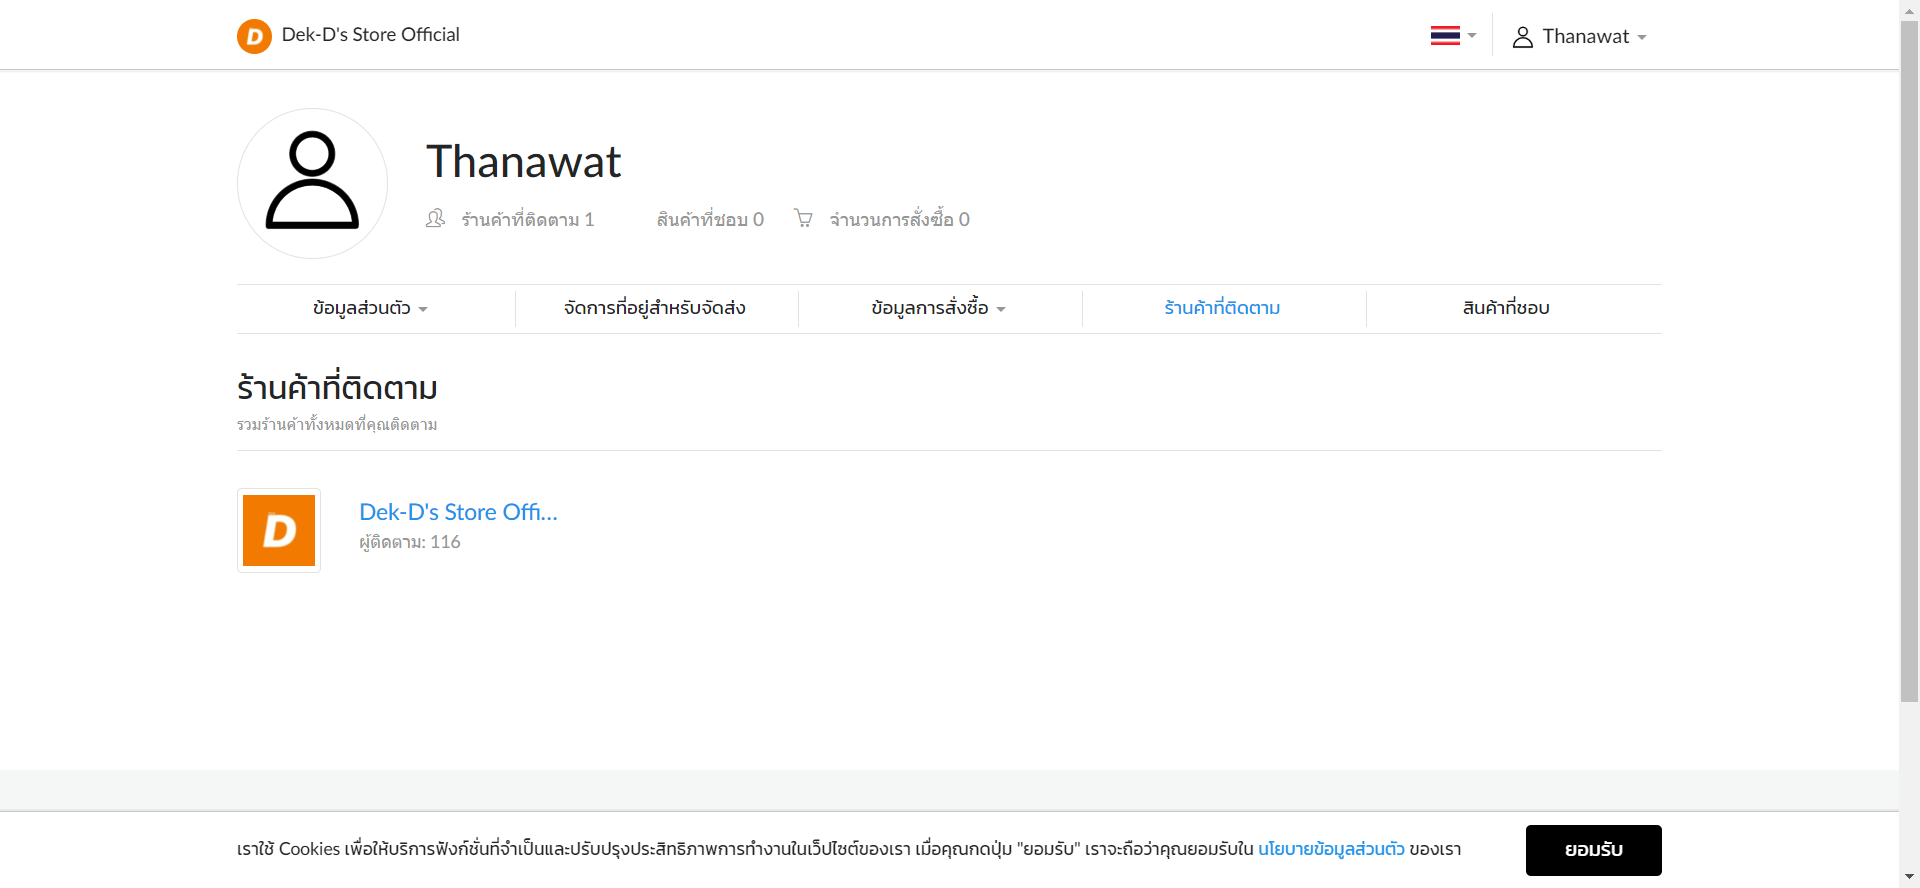 D Dek-D's Store Official
Thanawat
Thanawat
ร้านค้าที่ติดตาม 1 สินค้าที่ชอบ 0 จำนวนการสั่งซื้อ 0
ข้อมูลส่วนตัว จัดการที่อยู่สำหรับจัดส่ง ข้อมูลการสั่งซื้อ ร้านค้าที่ติดตาม สินค้าที่ชอบ
ร้านค้าที่ติดตาม
รวมร้านค้าทั้งหมดที่คุณติดตาม
D
Dek-D's Store Offi...
ผู้ติดตาม: 116
เราใช้ Cookies เพื่อให้บริการฟังก์ชั่นที่จำเป็นและปรับปรุงประสิทธิภาพการทำงานในเว็บไซต์ของเรา เมื่อคุณกดปุ่ม "ยอมรับ" เราจะถือว่าคุณยอมรับใน นโยบายข้อมูลส่วนตัว ของเรา
ยอมรับ